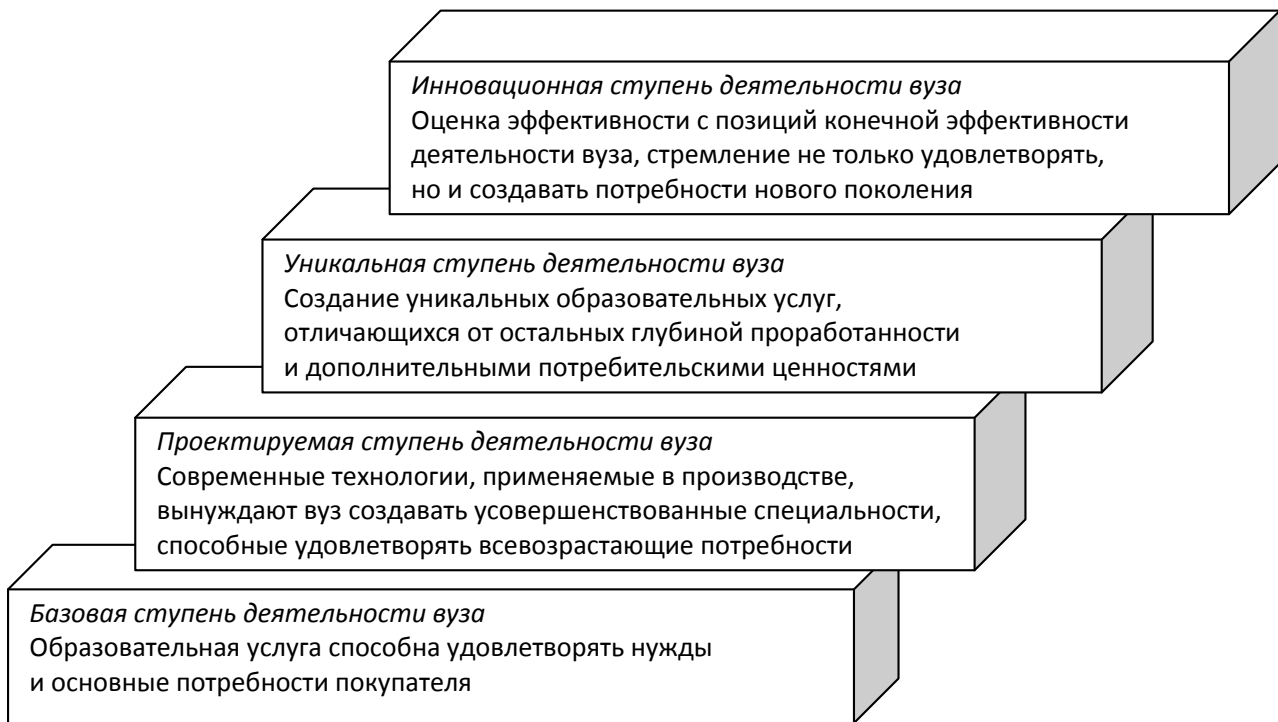 Инновационная ступень деятельности вуза
Оценка эффективности с позиций конечной эффективности
деятельности вуза, стремление не только удовлетворять,
но и создавать потребности нового поколения
Уникальная ступень деятельности вуза
Создание уникальных образовательных услуг,
отличающихся от остальных глубиной проработанности
и дополнительными потребительскими ценностями
Проектируемая ступень деятельности вуза
Современные технологии, применяемые в производстве,
вынуждают вуз создавать усовершенствованные специальности,
способные удовлетворять всевозрастающие потребности
Базовая ступень деятельности вуза
Образовательная услуга способна удовлетворять нужды
и основные потребности покупателя